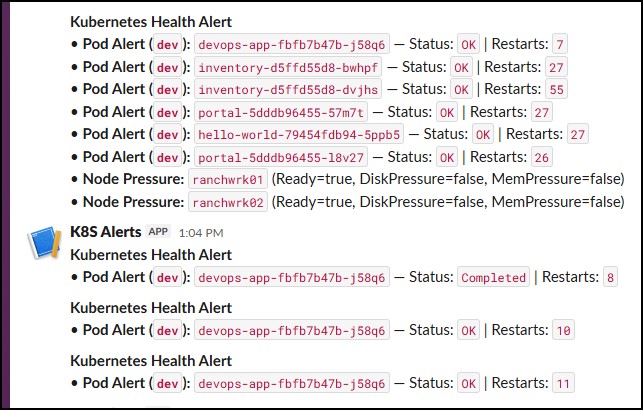 Kubernetes Health Alert
• Pod Alert (dev): devops-app-fbfb7b47b-j58q6 — Status: OK | Restarts: 7
• Pod Alert (dev): inventory-d5ffd55d8-bwhpf — Status: OK | Restarts: 27
• Pod Alert (dev): inventory-d5ffd55d8-dvjhs — Status: OK | Restarts: 55
• Pod Alert (dev): portal-5dddb96455-57m7t — Status: OK | Restarts: 27
• Pod Alert (dev): hello-world-79454fdb94-5ppb5 — Status: OK | Restarts: 27
• Pod Alert (dev): portal-5dddb96455-l8v27 — Status: OK | Restarts: 26
• Node Pressure: ranchwrk01 (Ready=true, DiskPressure=false, MemPressure=false)
• Node Pressure: ranchwrk02 (Ready=true, DiskPressure=false, MemPressure=false)
K8S Alerts APP 1:04 PM
Kubernetes Health Alert
• Pod Alert (dev): devops-app-fbfb7b47b-j58q6 — Status: Completed | Restarts: 8
Kubernetes Health Alert
• Pod Alert (dev): devops-app-fbfb7b47b-j58q6 — Status: OK | Restarts: 10
Kubernetes Health Alert
• Pod Alert (dev): devops-app-fbfb7b47b-j58q6 — Status: OK | Restarts: 11